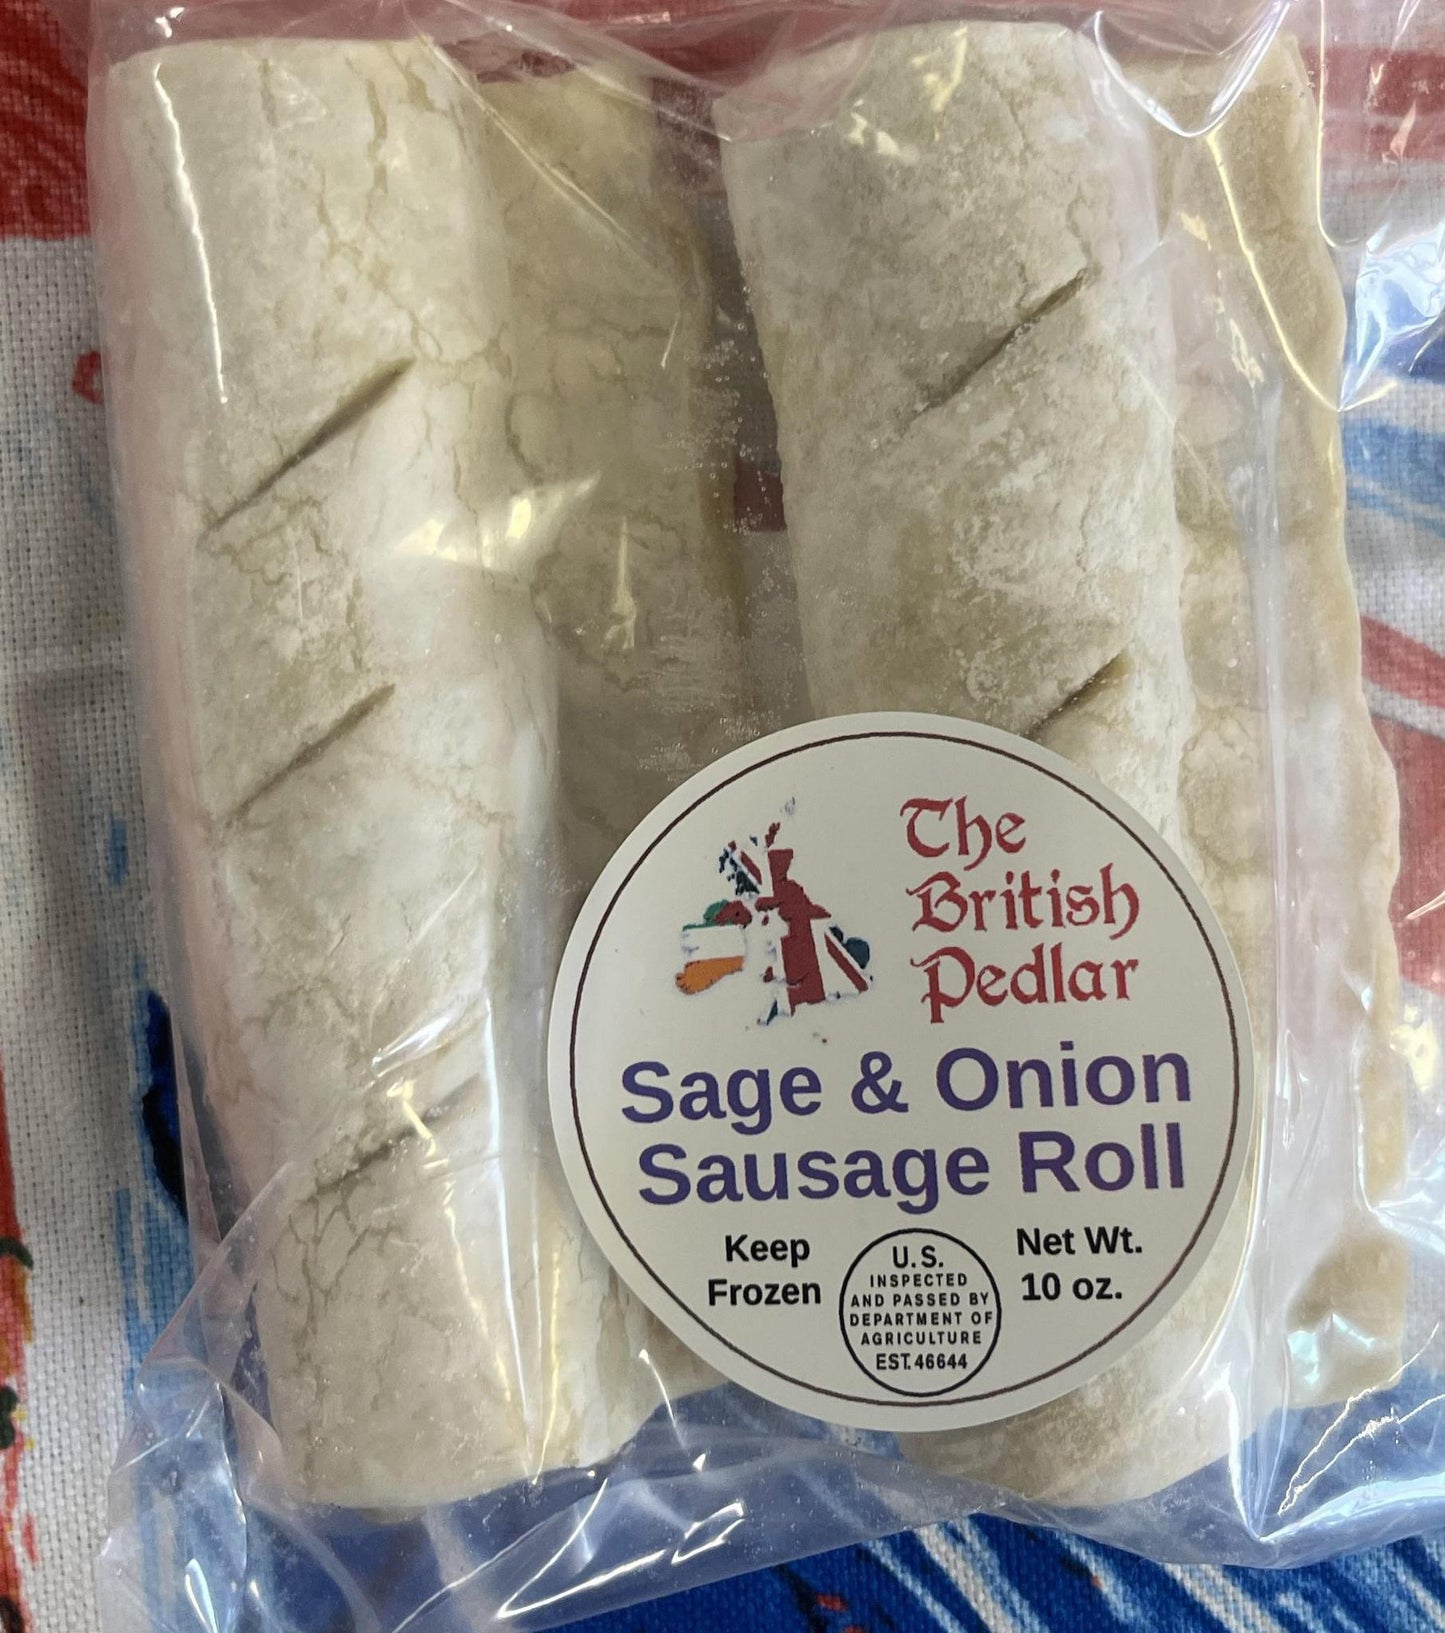 The
British
Pedlar
Sage & Onion
Sausage Roll
Keep
Frozen
U.S.
INSPECTED
AND PASSED BY
DEPARTMENT OF
AGRICULTURE
EST. 46644
Net Wt.
10 oz.